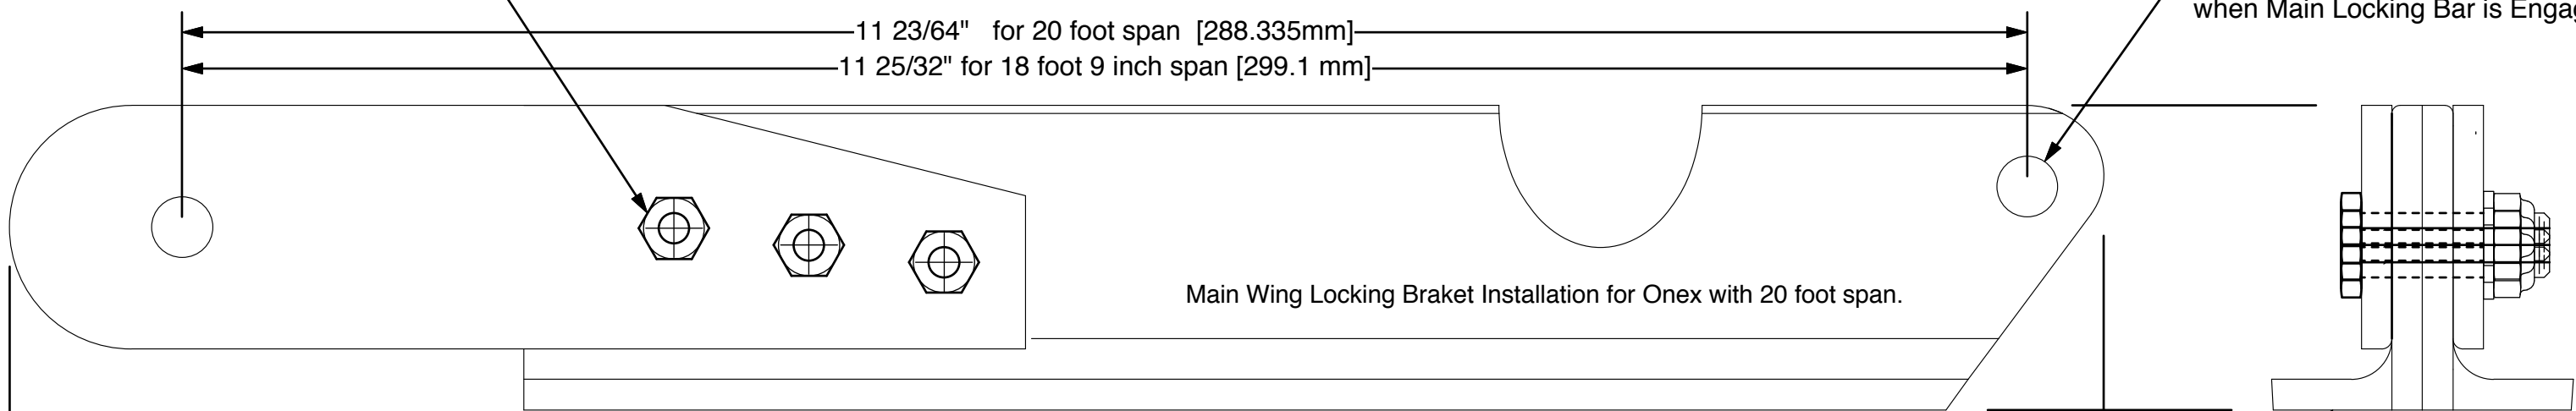 when Main Locking Bar is Engag
11 23/64" for 20 foot span [288.335mm]
11 25/32" for 18 foot 9 inch span [299.1 mm]
Main Wing Locking Braket Installation for Onex with 20 foot span.